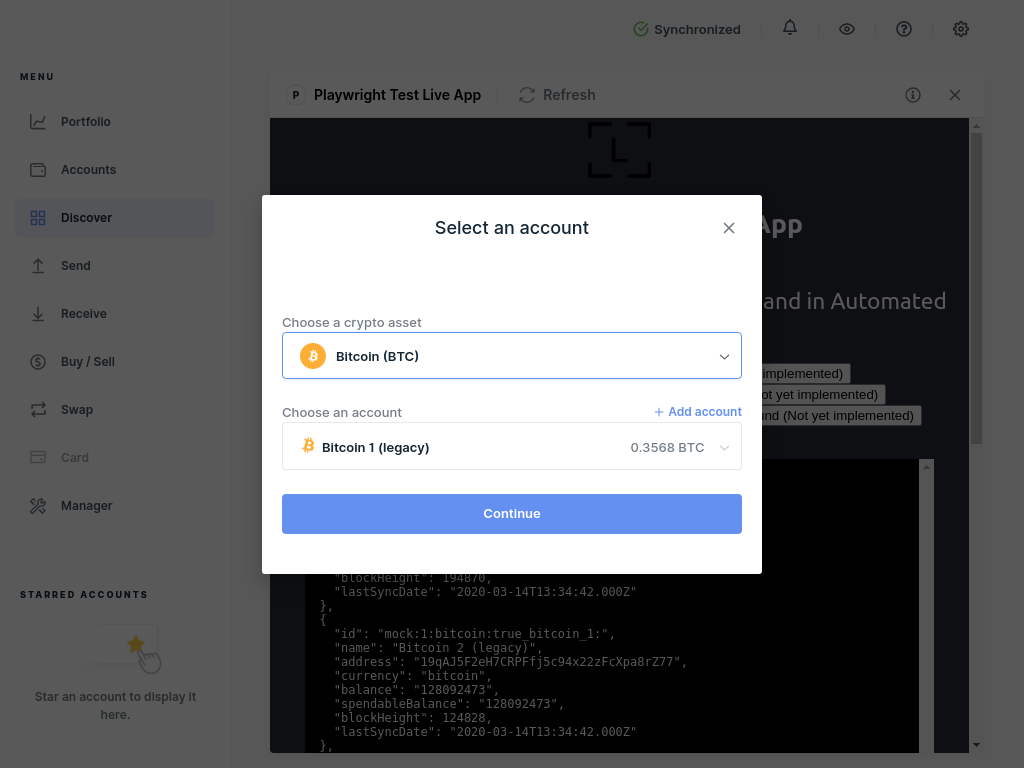 Synchronized
MENU
Portfolio
Accounts
Discover
Send
Receive
Buy / Sell
Swap
Card
Manager
STARRED ACCOUNTS
Star an account to display it
here.
P Playwright Test Live App
Refresh
L
App
and in Automated
implemented)
ot yet implemented)
und (Not yet implemented)
Select an account
Choose a crypto asset
Bitcoin (BTC)
Choose an account
+ Add account
Bitcoin 1 (legacy) 0.3568 BTC
Continue
"blockHeight": 194870,
"lastSyncDate": "2020-03-14T13:34:42.000Z"
},
{
"id": "mock:1:bitcoin:true_bitcoin_1:",
"name": "Bitcoin 2 (legacy)",
"address": "19qAJ5F2eH7CRPFfj5c94x22zFcXpa8rZ77",
"currency": "bitcoin",
"balance": "128092473",
"spendableBalance": "128092473",
"blockHeight": 124828,
"lastSyncDate": "2020-03-14T13:34:42.000Z"
},